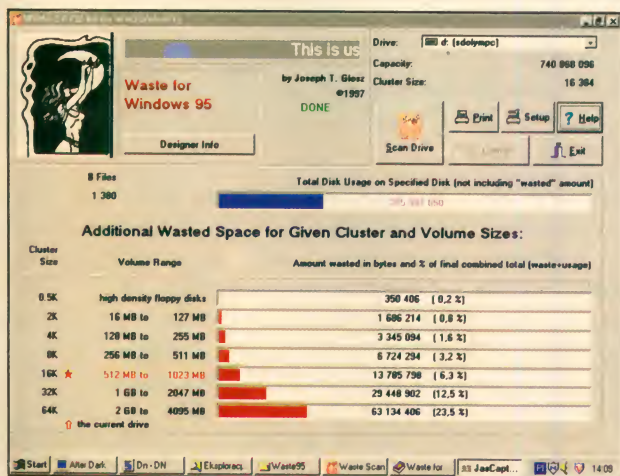 This is us
Waste for
Windows 95
by Joseph T. Glosz
©1997
DONE
Designer Info
Drive: d: [sdolympc]
Capacity: 740 868 096
Cluster Size: 16 384
Scan Drive
Print
Setup
? Help
Exit
# Files
1 380
Total Disk Usage on Specified Disk (not including "wasted" amount)
Additional Wasted Space for Given Cluster and Volume Sizes:
Cluster Size Volume Range Amount wasted in bytes and % of final combined total (waste+usage)
0.5K high density floppy disks 350 406 (0,2 %)
2K 16 MB to 127 MB 1 686 214 (0,8 %)
4K 128 MB to 255 MB 3 345 094 (1,6 %)
8K 256 MB to 511 MB 6 724 294 (3,2 %)
16K ★ 512 MB to 1023 MB 13 785 798 (6,3 %)
32K 1 GB to 2047 MB 29 448 902 (12,5 %)
64K 2 GB to 4095 MB 63 134 406 (23,5 %)
⇧ the current drive
Start After Dark Dn - DN Eksploracj. Waste95 Waste Scan Waste for JasCapt... 14:09